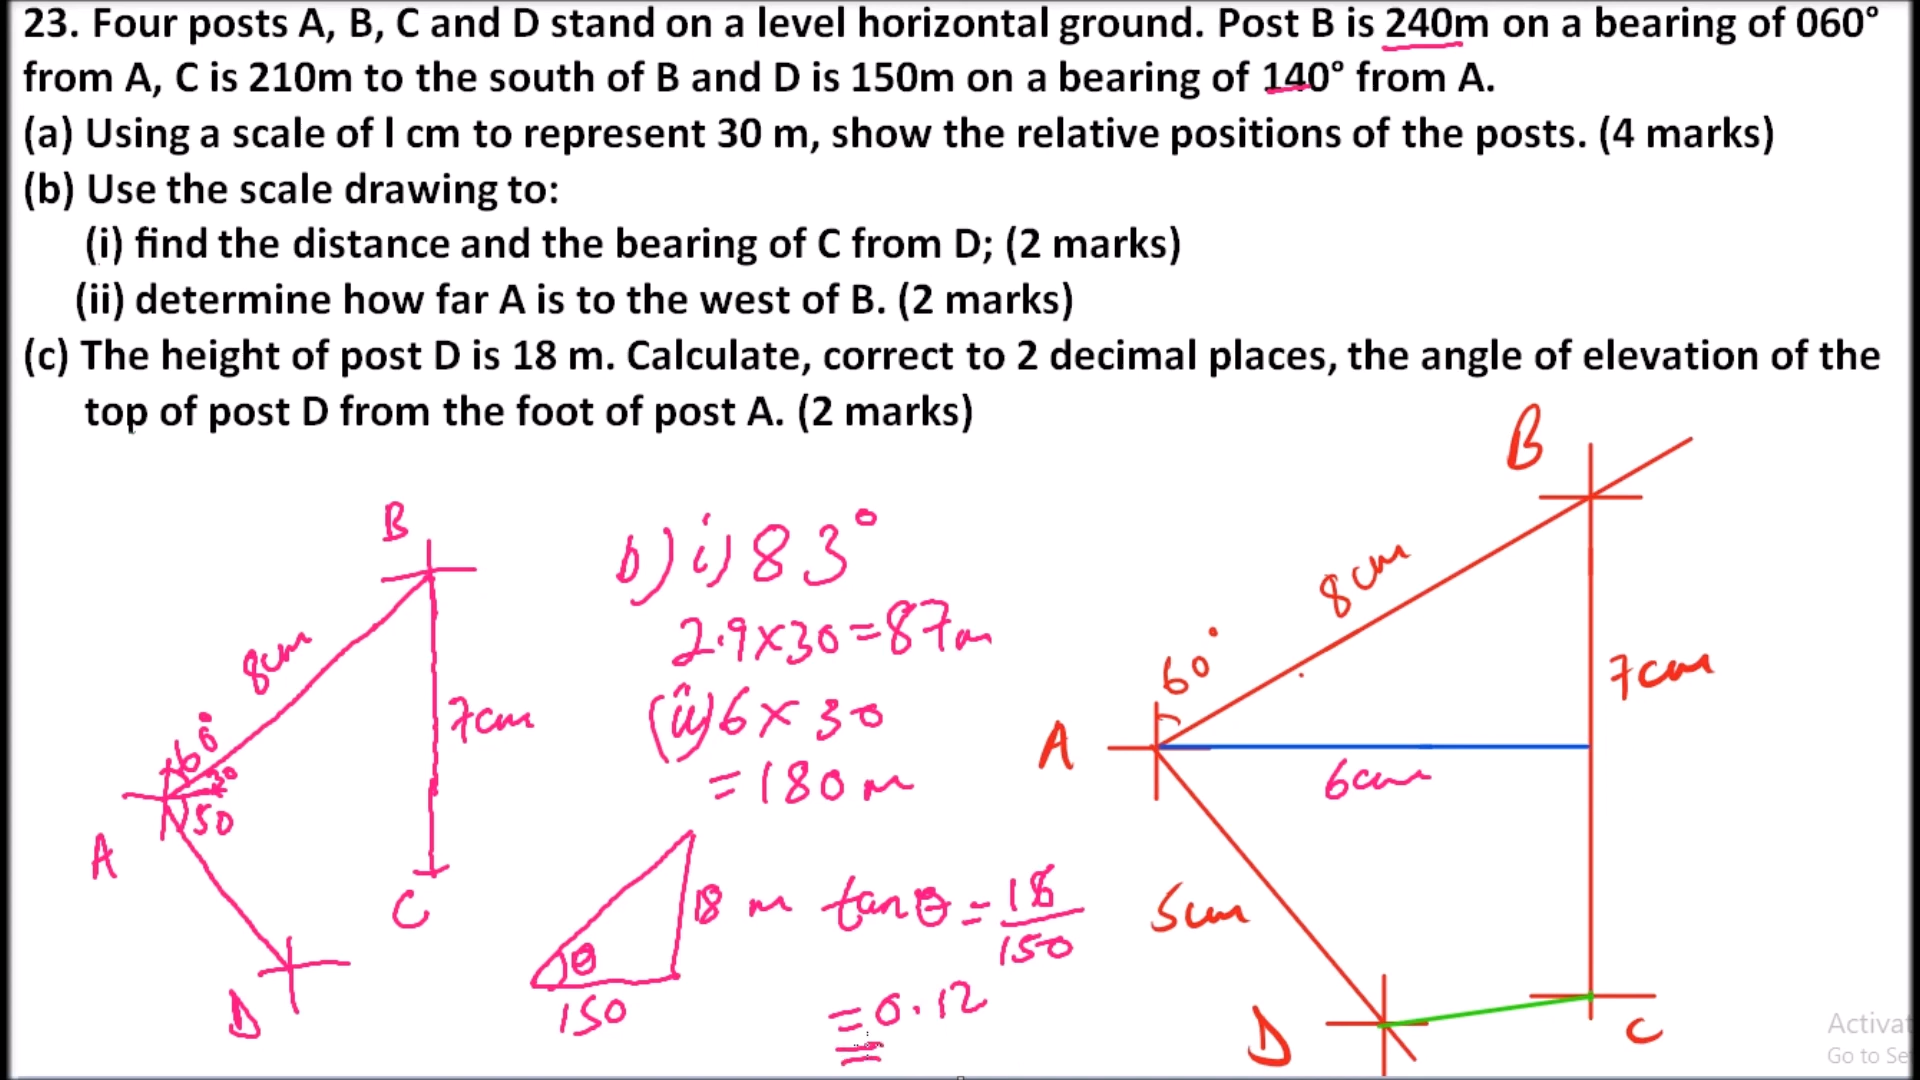 23. Four posts A, B, C and D stand on a level horizontal ground. Post B is 240m on a bearing of 060°
from A, C is 210m to the south of B and D is 150m on a bearing of 140° from A.
(a) Using a scale of l cm to represent 30 m, show the relative positions of the posts. (4 marks)
(b) Use the scale drawing to:
(i) find the distance and the bearing of C from D; (2 marks)
(ii) determine how far A is to the west of B. (2 marks)
(c) The height of post D is 18 m. Calculate, correct to 2 decimal places, the angle of elevation of the
top of post D from the foot of post A. (2 marks)
B
8cm
60°
30
50
A
7cm
C
D
b) i) 83°
2.9×30=87m
(ii) 6×30
=180m
18 m
θ
150
tanθ=18/150
=0.12
B
8cm
60°
A
7cm
6cm
5cm
D
C
Activat
Go to Se